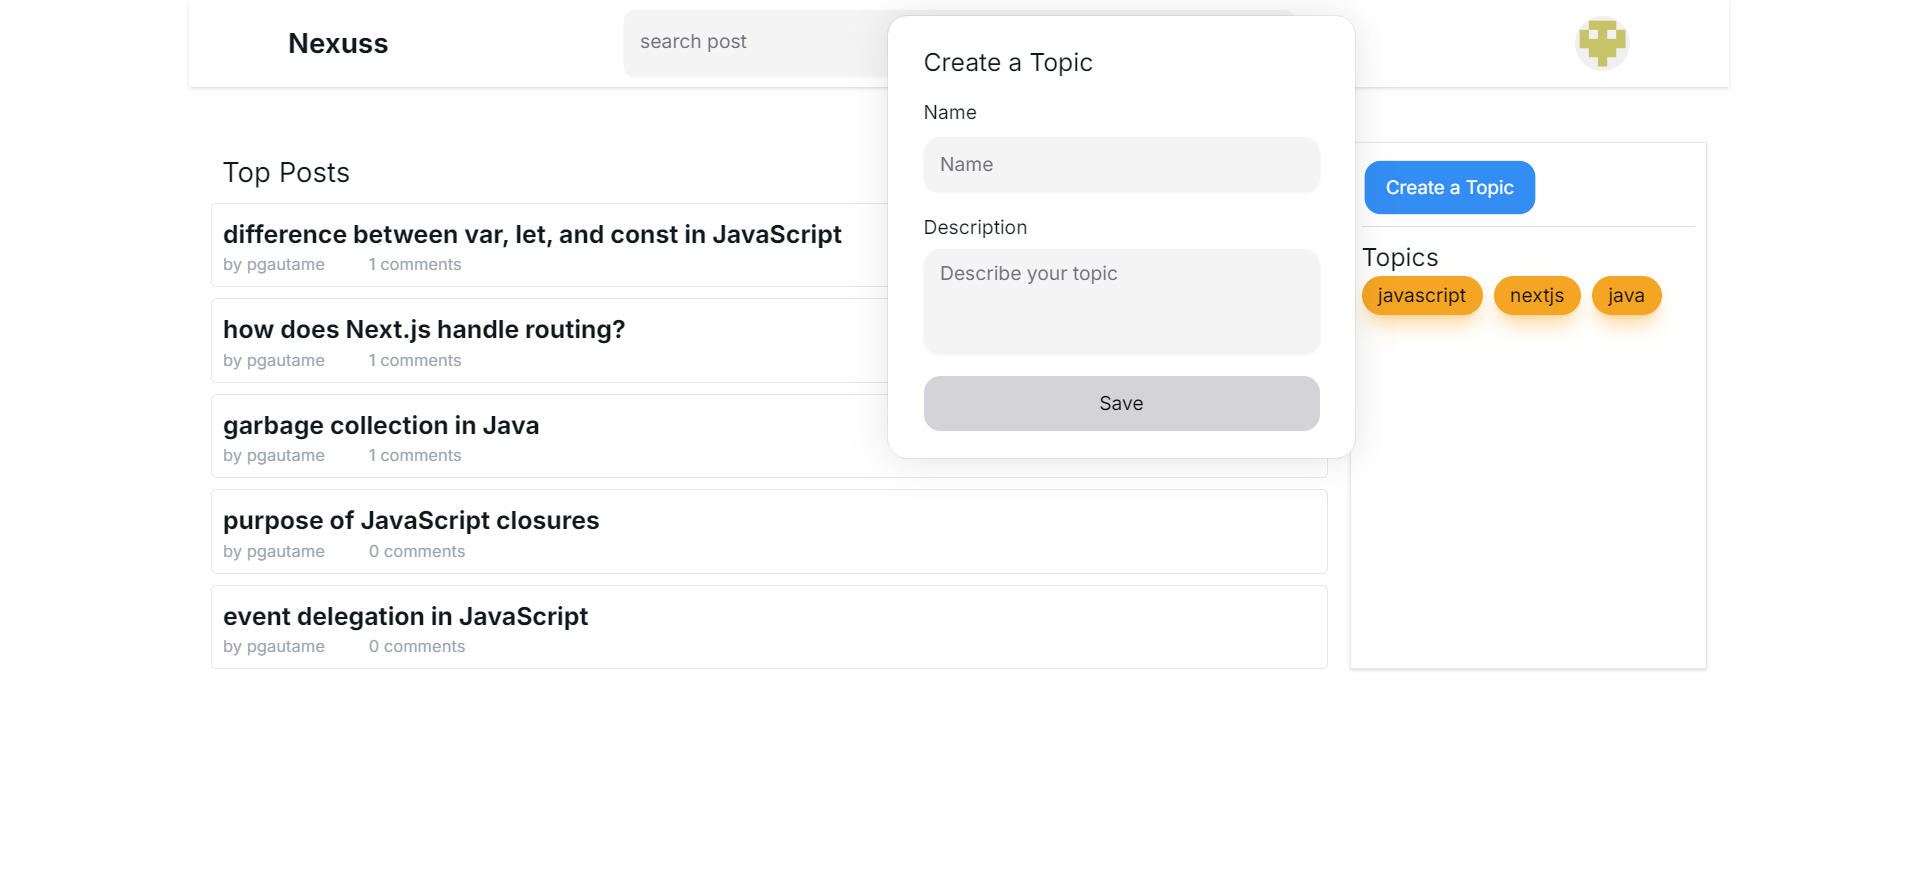 Nexuss
search post
Create a Topic
Name
Name
Description
Describe your topic
Save
Top Posts
difference between var, let, and const in JavaScript
by pgautame 1 comments
how does Next.js handle routing?
by pgautame 1 comments
garbage collection in Java
by pgautame 1 comments
purpose of JavaScript closures
by pgautame 0 comments
event delegation in JavaScript
by pgautame 0 comments
Create a Topic
Topics
javascript nextjs java